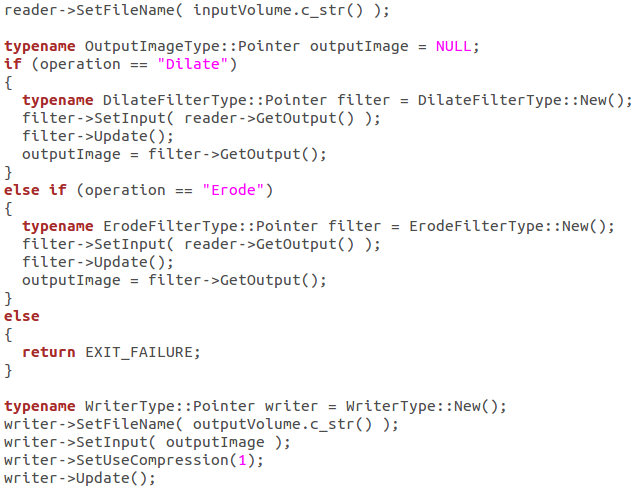 reader->SetFileName( inputVolume.c_str() );
typename OutputImageType::Pointer outputImage = NULL;
if (operation == "Dilate")
{
  typename DilateFilterType::Pointer filter = DilateFilterType::New();
  filter->SetInput( reader->GetOutput() );
  filter->Update();
  outputImage = filter->GetOutput();
}
else if (operation == "Erode")
{
  typename ErodeFilterType::Pointer filter = ErodeFilterType::New();
  filter->SetInput( reader->GetOutput() );
  filter->Update();
  outputImage = filter->GetOutput();
}
else
{
  return EXIT_FAILURE;
}
typename WriterType::Pointer writer = WriterType::New();
writer->SetFileName( outputVolume.c_str() );
writer->SetInput( outputImage );
writer->SetUseCompression(1);
writer->Update();